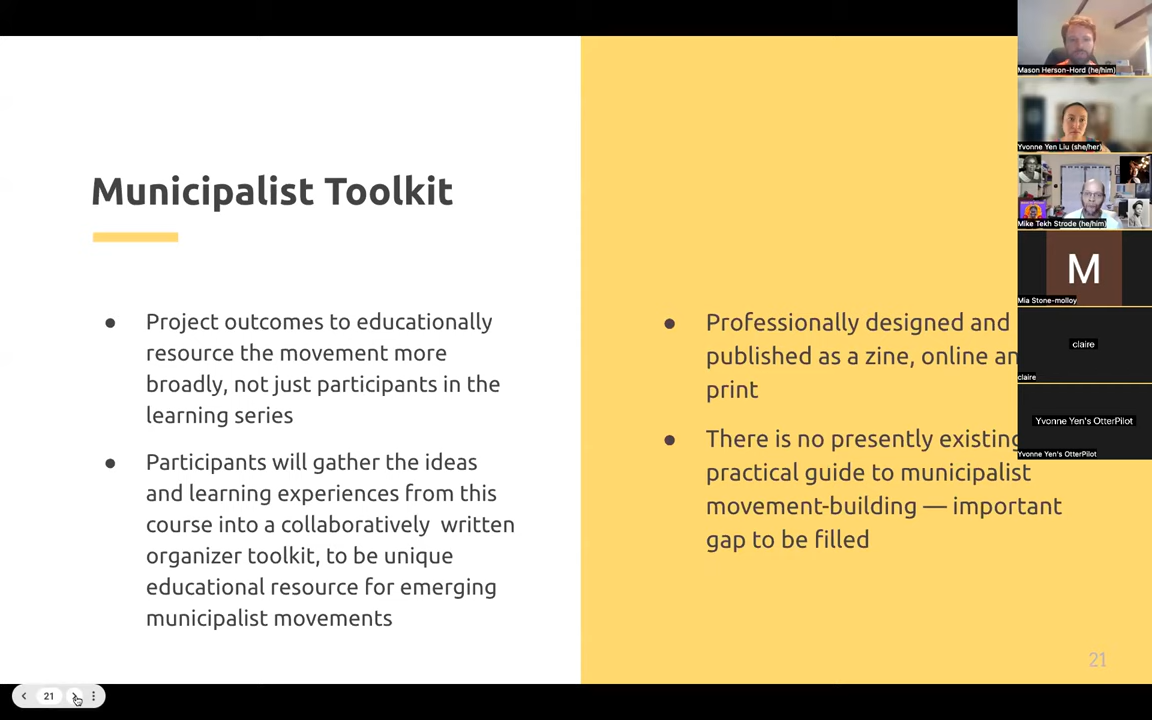 Municipalist Toolkit
● Project outcomes to educationally
resource the movement more
broadly, not just participants in the
learning series
● Participants will gather the ideas
and learning experiences from this
course into a collaboratively written
organizer toolkit, to be unique
educational resource for emerging
municipalist movements
● Professionally designed and
published as a zine, online an
print
● There is no presently existing
practical guide to municipalist
movement-building — important
gap to be filled
21
21
Mason Herson-Hord (he/him)
Yvonne Yen Liu (she/her)
Mike Tekh Strode (he/him)
M
Mia Stone-molloy
claire
claire
Yvonne Yen's OtterPilot
Yvonne Yen's OtterPilot